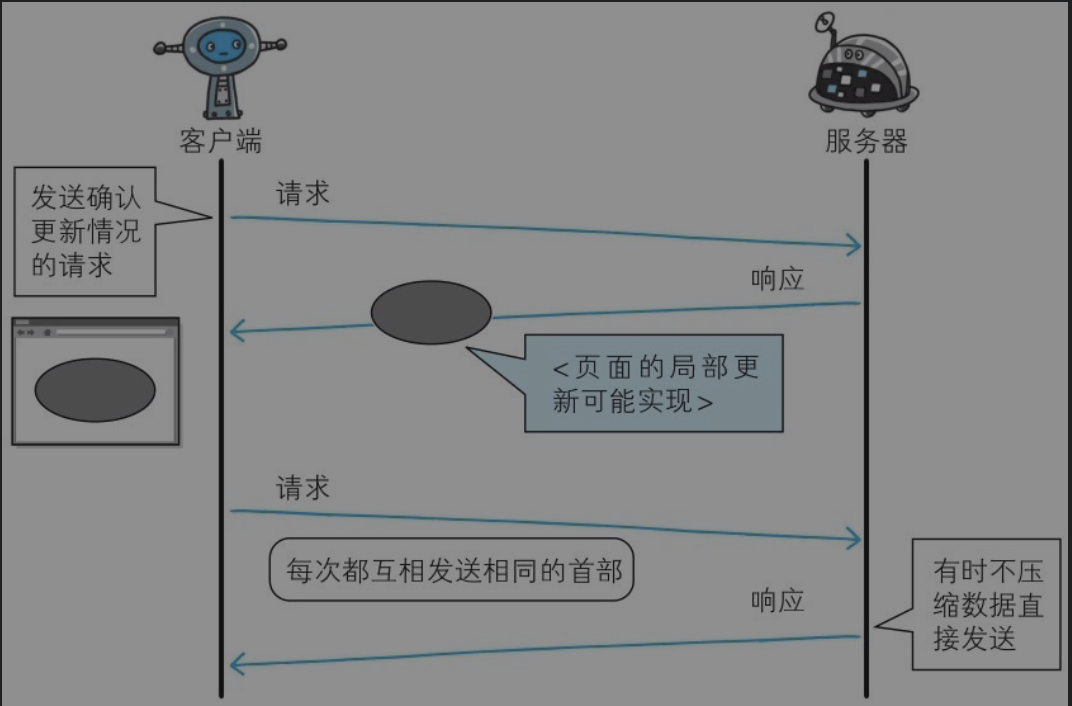 客户端
服务器
发送确认
更新情况
的请求
请求
响应
<页面的局部更
新可能实现>
请求
每次都互相发送相同的首部
响应
有时不压
缩数据直
接发送